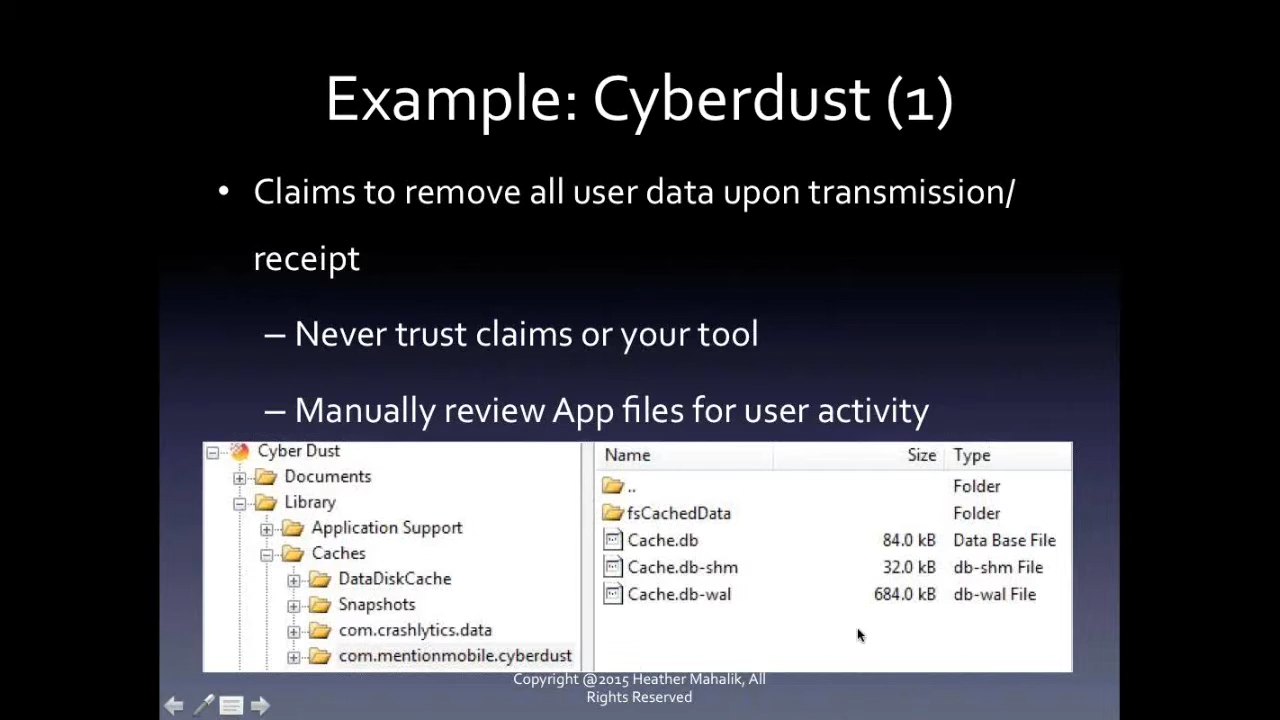 Example: Cyberdust (1)
• Claims to remove all user data upon transmission/
receipt
– Never trust claims or your tool
– Manually review App files for user activity
Cyber Dust
Documents
Library
Application Support
Caches
DataDiskCache
Snapshots
com.crashlytics.data
com.mentionmobile.cyberdust
Name Size Type
.. Folder
fsCachedData Folder
Cache.db 84.0 kB Data Base File
Cache.db-shm 32.0 kB db-shm File
Cache.db-wal 684.0 kB db-wal File
Copyright @2015 Heather Mahalik, All
Rights Reserved